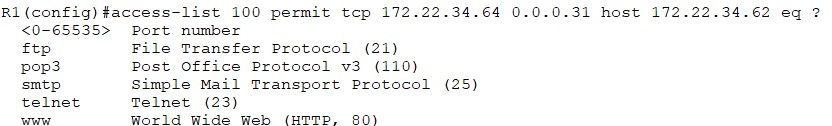 R1(config)#access-list 100 permit tcp 172.22.34.64 0.0.0.31 host 172.22.34.62 eq ?
<0-65535> Port number
ftp File Transfer Protocol (21)
pop3 Post Office Protocol v3 (110)
smtp Simple Mail Transport Protocol (25)
telnet Telnet (23)
www World Wide Web (HTTP, 80)